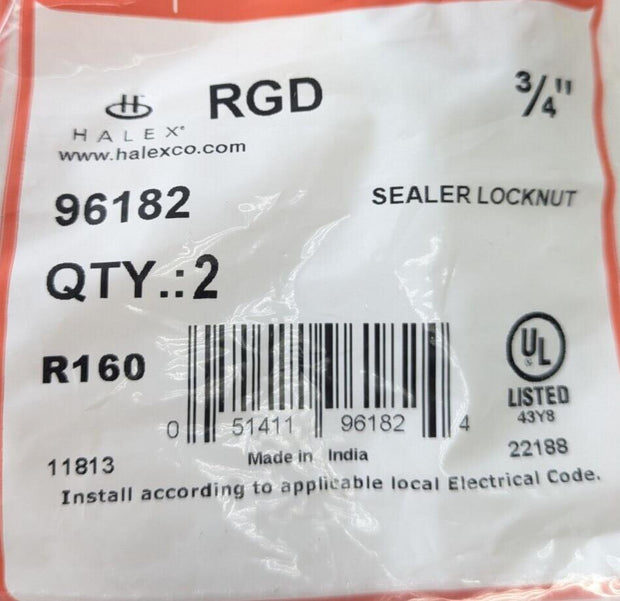 RGD
3/4"
HALEX®
www.halexco.com
96182
SEALER LOCKNUT
QTY.:2
R160
UL
LISTED
43Y8
22188
0 51411 96182 4
Made in India
11813
Install according to applicable local Electrical Code.